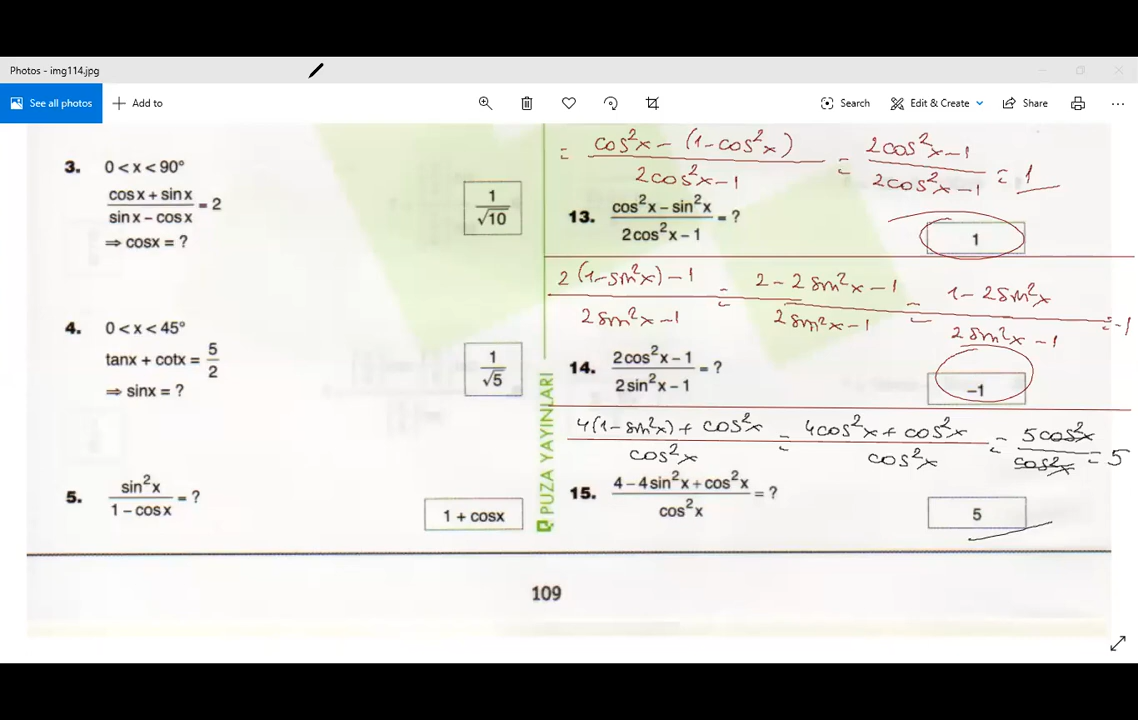 Photos - img114.jpg
See all photos
Add to
Search
Edit & Create
Share
3. 0 < x < 90°
(cosx + sinx)/(sinx − cosx) = 2
⇒ cosx = ?
1/√10
4. 0 < x < 45°
tanx + cotx = 5/2
⇒ sinx = ?
1/√5
5. sin²x/(1 − cosx) = ?
1 + cosx
PUZA YAYINLARI
= (cos²x − (1−cos²x))/(2cos²x−1) = (2cos²x−1)/(2cos²x−1) = 1
13. (cos²x − sin²x)/(2cos²x − 1) = ?
1
(2(1−sin²x)−1)/(2sin²x−1) = (2−2sin²x−1)/(2sin²x−1) = (1−2sin²x)/(2sin²x−1) = −1
14. (2cos²x − 1)/(2sin²x − 1) = ?
−1
(4(1−sin²x)+cos²x)/cos²x = (4cos²x+cos²x)/cos²x = 5cos²x/cos²x = 5
15. (4 − 4sin²x + cos²x)/cos²x = ?
5
109